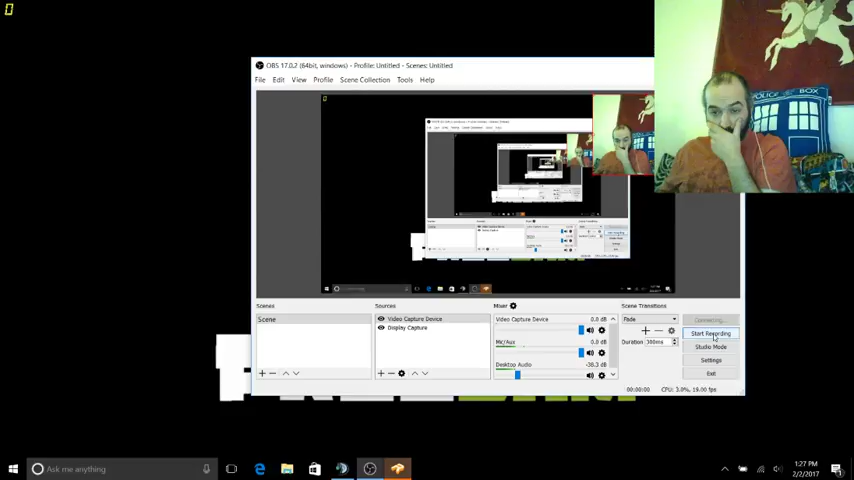 0
OBS 17.0.2 (64bit, windows) - Profile: Untitled - Scenes: Untitled
File Edit View Profile Scene Collection Tools Help
POLICE BOX
Scenes
Scene
Sources
Video Capture Device
Display Capture
Mixer
Video Capture Device 0.0 dB
Mic/Aux 0.0 dB
Desktop Audio -38.3 dB
Scene Transitions
Fade
Duration 300ms
Connecting...
Start Recording
Studio Mode
Settings
Exit
00:00:00 CPU: 3.0%, 19.00 fps
Ask me anything
1:27 PM
2/2/2017